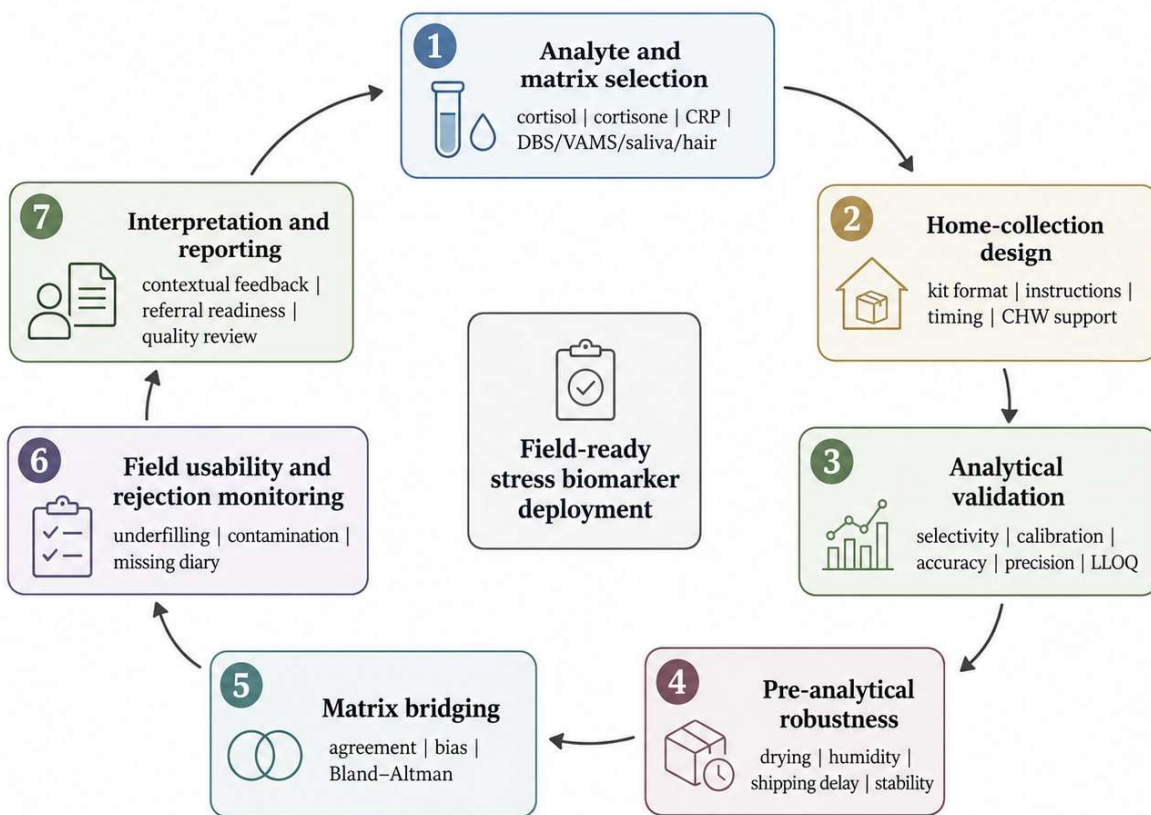 1
Analyte and
matrix selection
cortisol | cortisone | CRP |
DBS/VAMS/saliva/hair
2
Home-collection
design
kit format | instructions |
timing | CHW support
3
Analytical
validation
selectivity | calibration |
accuracy | precision | LLOQ
4
Pre-analytical
robustness
drying | humidity |
shipping delay | stability
5
Matrix bridging
agreement | bias |
Bland–Altman
6
Field usability and
rejection monitoring
underfilling | contamination |
missing diary
7
Interpretation and
reporting
contextual feedback |
referral readiness |
quality review
Field-ready
stress biomarker
deployment